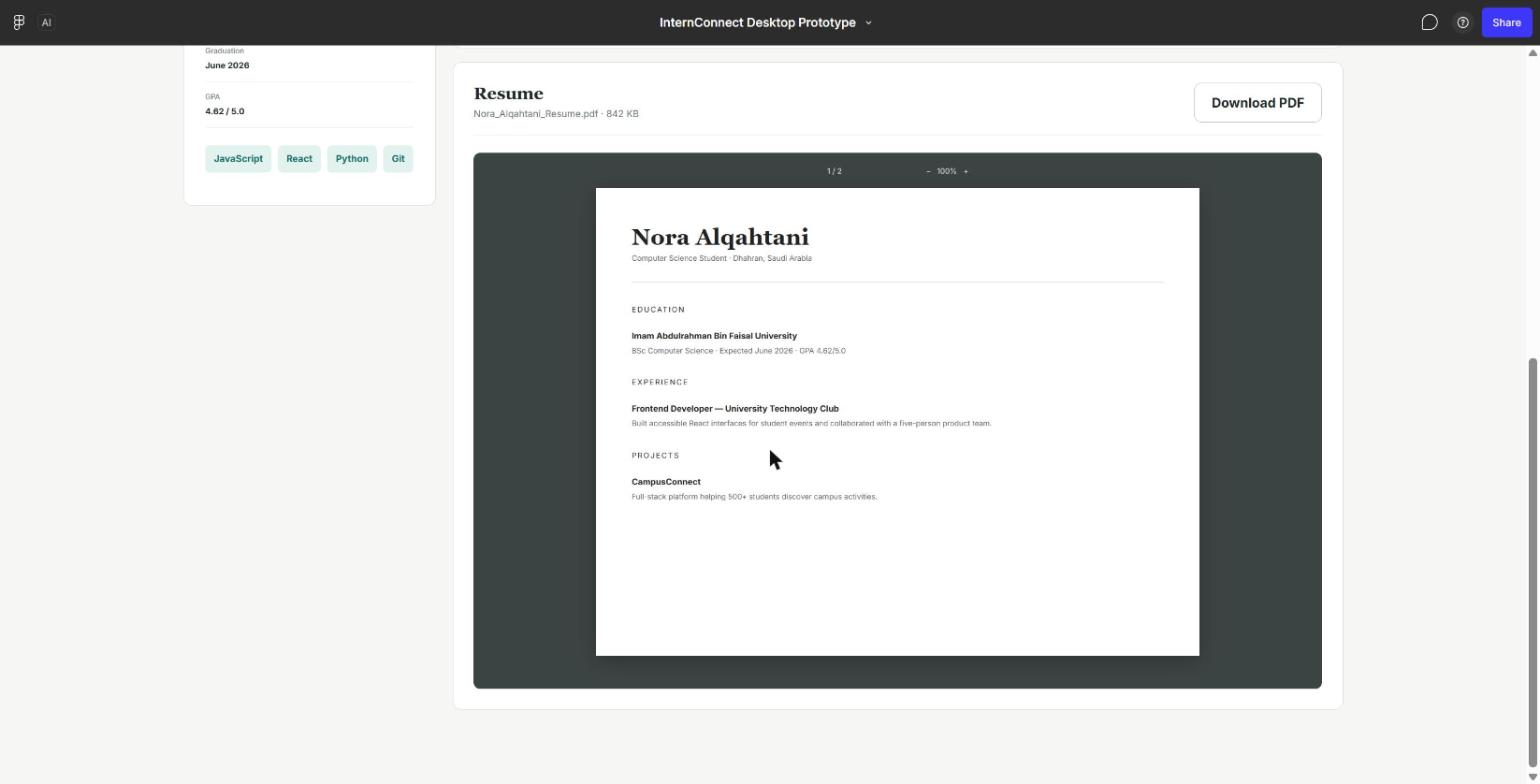 AI
InternConnect Desktop Prototype
Share
Graduation
June 2026
GPA
4.62 / 5.0
JavaScript
React
Python
Git
Resume
Nora_Alqahtani_Resume.pdf · 842 KB
Download PDF
1 / 2
− 100% +
Nora Alqahtani
Computer Science Student · Dhahran, Saudi Arabia
EDUCATION
Imam Abdulrahman Bin Faisal University
BSc Computer Science · Expected June 2026 · GPA 4.62/5.0
EXPERIENCE
Frontend Developer — University Technology Club
Built accessible React interfaces for student events and collaborated with a five-person product team.
PROJECTS
CampusConnect
Full-stack platform helping 500+ students discover campus activities.